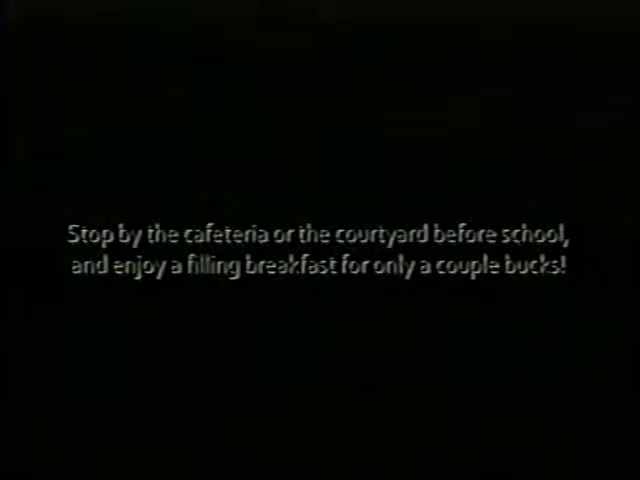 Stop by the cafeteria or the courtyard before school,
and enjoy a filling breakfast for only a couple bucks!